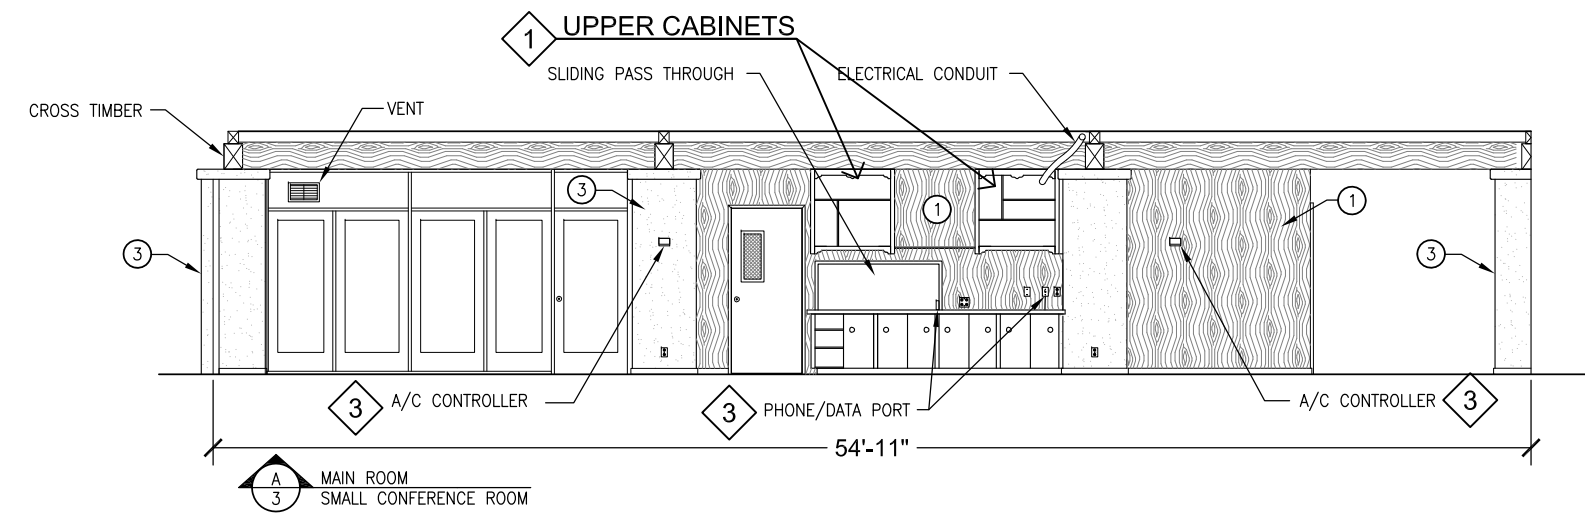 1 UPPER CABINETS
SLIDING PASS THROUGH
ELECTRICAL CONDUIT
CROSS TIMBER
VENT
3
1
1
3
3
3 A/C CONTROLLER
3 PHONE/DATA PORT
A/C CONTROLLER 3
54'-11"
A MAIN ROOM
3 SMALL CONFERENCE ROOM